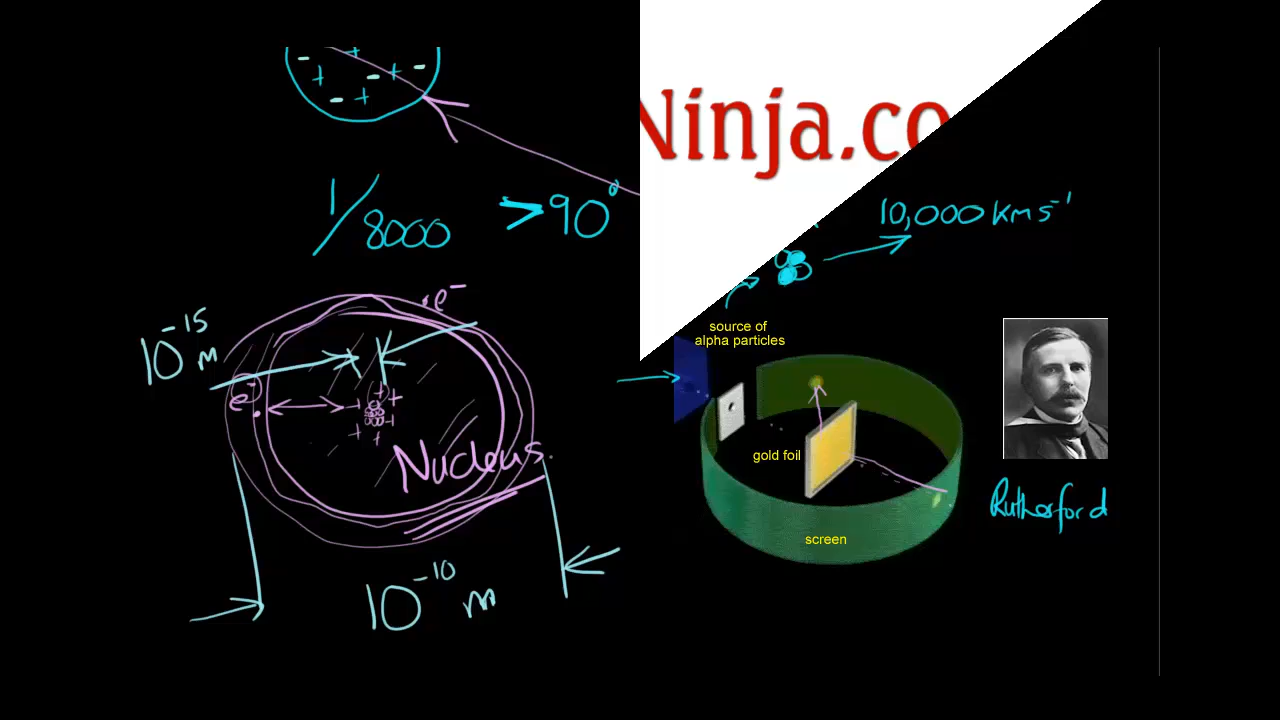 Ninja.co
1/8000
>90°
10,000 km s⁻¹
10⁻¹⁵ m
e⁻
e⁻
Nucleus
10⁻¹⁰ m
source of
alpha particles
gold foil
screen
Rutherford